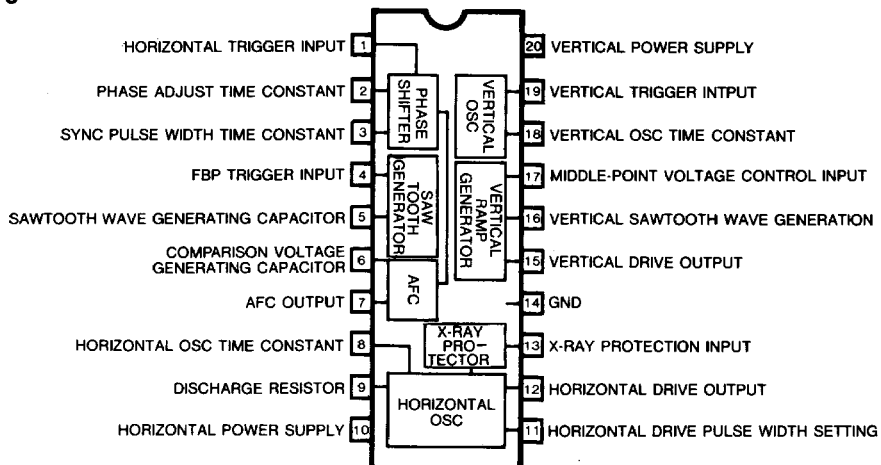 HORIZONTAL TRIGGER INPUT 1
PHASE ADJUST TIME CONSTANT 2
SYNC PULSE WIDTH TIME CONSTANT 3
FBP TRIGGER INPUT 4
SAWTOOTH WAVE GENERATING CAPACITOR 5
COMPARISON VOLTAGE
GENERATING CAPACITOR 6
AFC OUTPUT 7
HORIZONTAL OSC TIME CONSTANT 8
DISCHARGE RESISTOR 9
HORIZONTAL POWER SUPPLY 10
PHASE
SHIFTER
SAW
TOOTH
GENERATOR
AFC
VERTICAL
OSC
VERTICAL
RAMP
GENERATOR
X-RAY
PRO-
TECTOR
HORIZONTAL
OSC
20 VERTICAL POWER SUPPLY
19 VERTICAL TRIGGER INTPUT
18 VERTICAL OSC TIME CONSTANT
17 MIDDLE-POINT VOLTAGE CONTROL INPUT
16 VERTICAL SAWTOOTH WAVE GENERATION
15 VERTICAL DRIVE OUTPUT
14 GND
13 X-RAY PROTECTION INPUT
12 HORIZONTAL DRIVE OUTPUT
11 HORIZONTAL DRIVE PULSE WIDTH SETTING